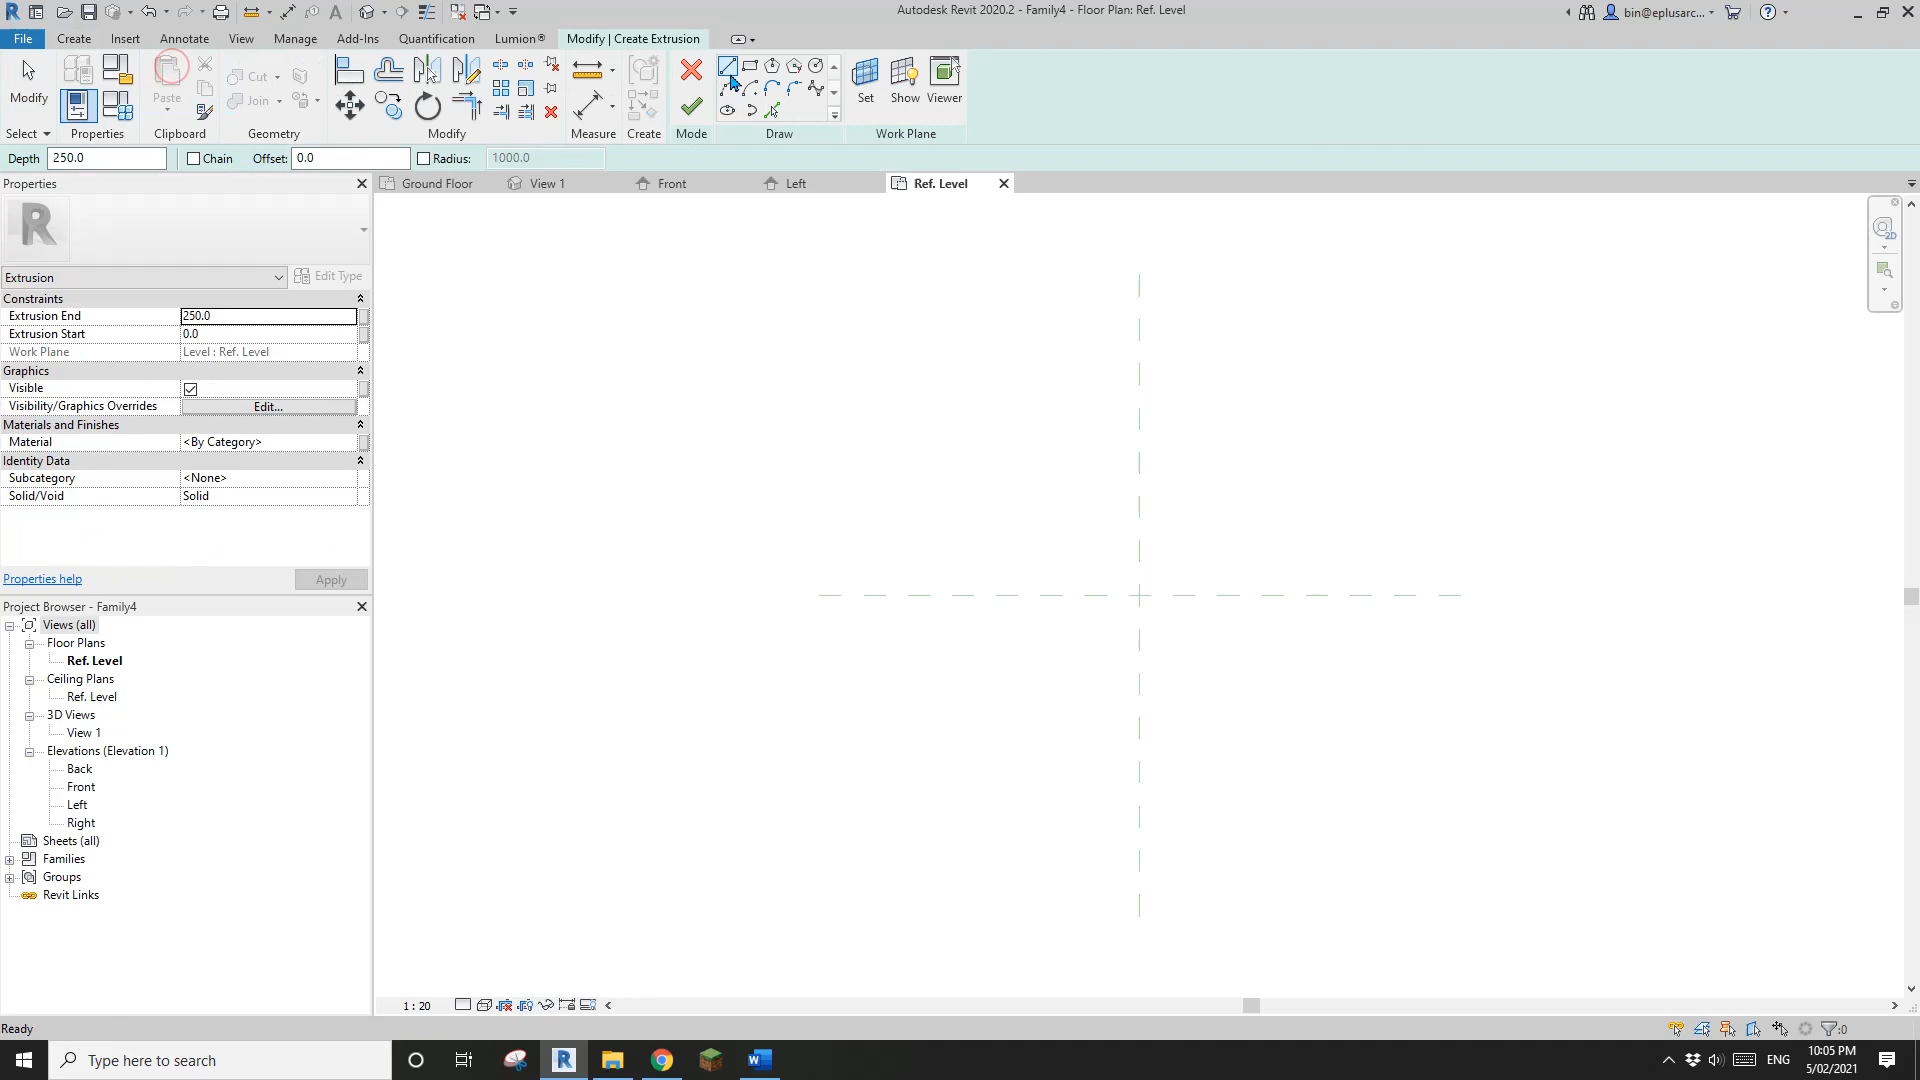 Autodesk Revit 2020.2 - Family4 - Floor Plan: Ref. Level
bin@eplusarc...
File Create Insert Annotate View Manage Add-Ins Quantification Lumion® Modify | Create Extrusion
Modify Paste Cut Join Set Show Viewer
Select Properties Clipboard Geometry Modify Measure Create Mode Draw Work Plane
Depth 250.0 Chain Offset: 0.0 Radius: 1000.0
Properties
Ground Floor View 1 Front Left Ref. Level
R
Extrusion Edit Type
Constraints
Extrusion End 250.0
Extrusion Start 0.0
Work Plane Level : Ref. Level
Graphics
Visible
Visibility/Graphics Overrides Edit...
Materials and Finishes
Material <By Category>
Identity Data
Subcategory <None>
Solid/Void Solid
Properties help Apply
Project Browser - Family4
Views (all)
Floor Plans
Ref. Level
Ceiling Plans
Ref. Level
3D Views
View 1
Elevations (Elevation 1)
Back
Front
Left
Right
Sheets (all)
Families
Groups
Revit Links
2D
1 : 20
Ready
:0
Type here to search
ENG
10:05 PM
5/02/2021